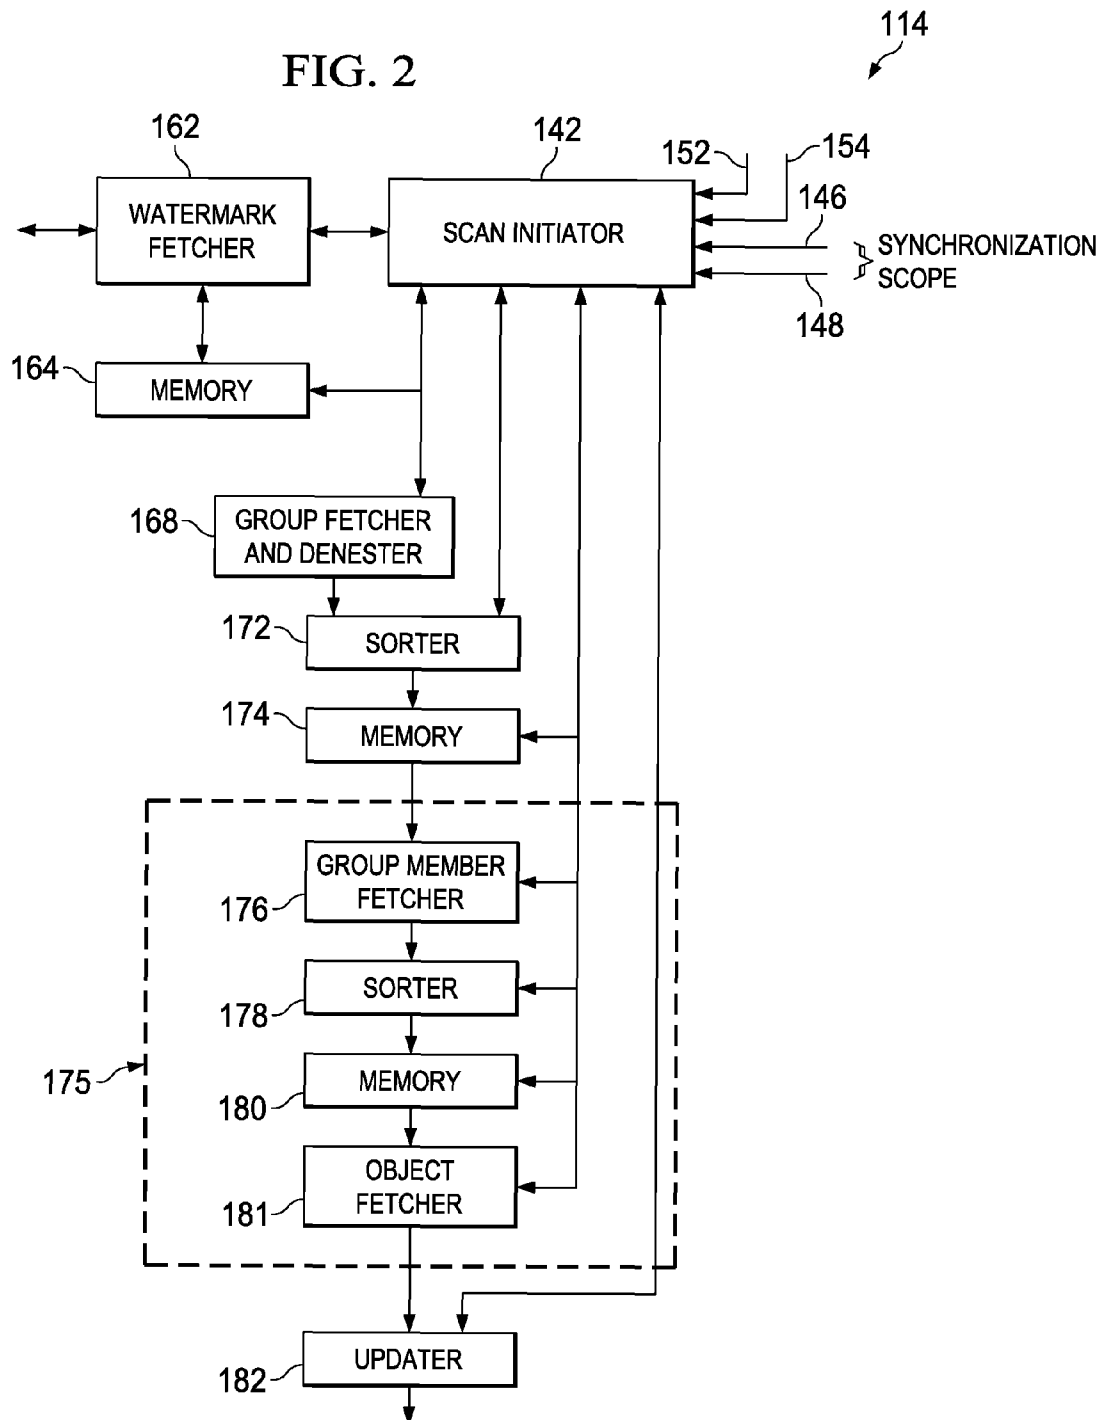 114
FIG. 2
162
142
152
154
WATERMARK
FETCHER
SCAN INITIATOR
146
SYNCHRONIZATION
SCOPE
148
164
MEMORY
168
GROUP FETCHER
AND DENESTER
172
SORTER
174
MEMORY
GROUP MEMBER
FETCHER
176
SORTER
178
175
MEMORY
180
OBJECT
FETCHER
181
UPDATER
182